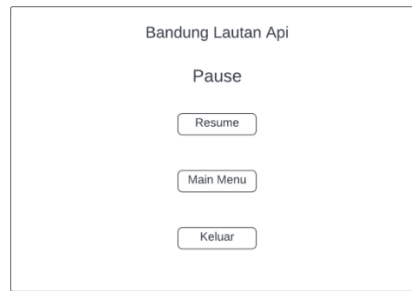 Bandung Lautan Api
Pause
Resume
Main Menu
Keluar